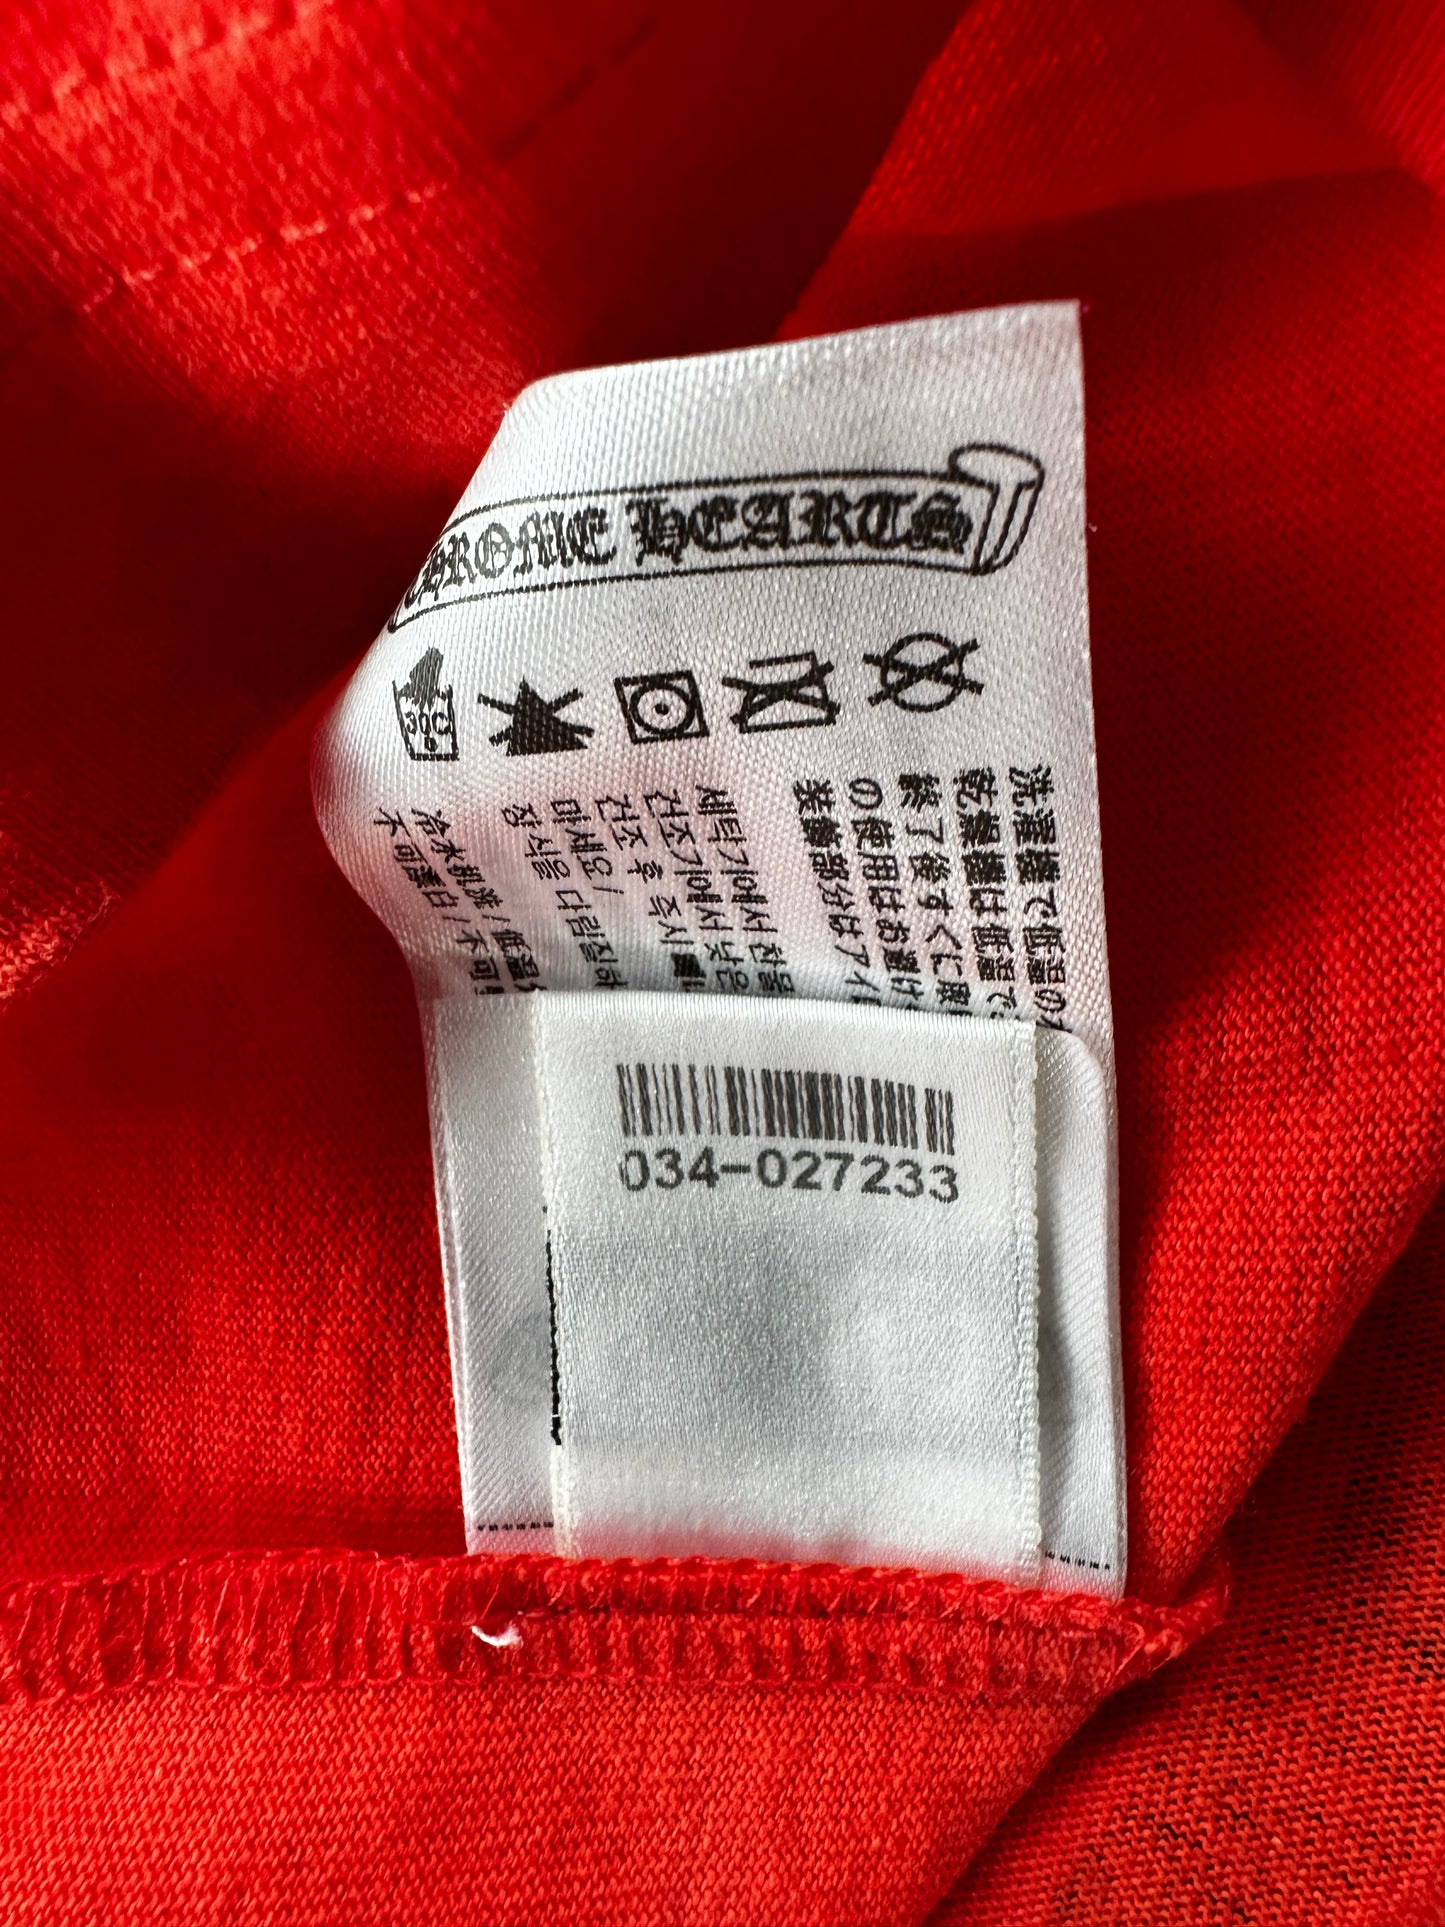 CHROME HEARTS
30C
洗濯機で低温の
乾燥機は低温で
終了後すぐに取
の使用はお避け
装飾部分はアイ
세탁기에서 찬물
건조기에서 낮은
건조 후 즉시
마세요/
장식을 다림질하
冷水机洗/低温
不可漂白/不可
034-027233